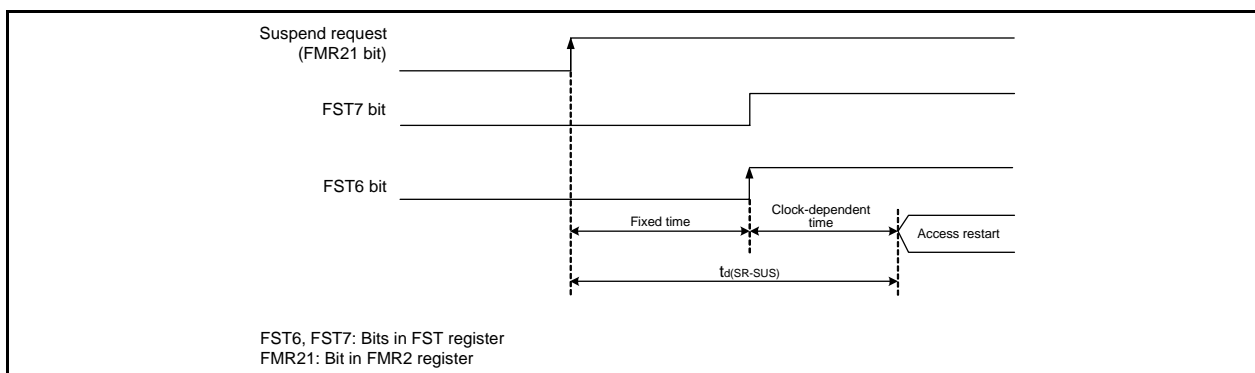 Suspend request
(FMR21 bit)
FST7 bit
FST6 bit
Fixed time
Clock-dependent
time
Access restart
td(SR-SUS)
FST6, FST7: Bits in FST register
FMR21: Bit in FMR2 register